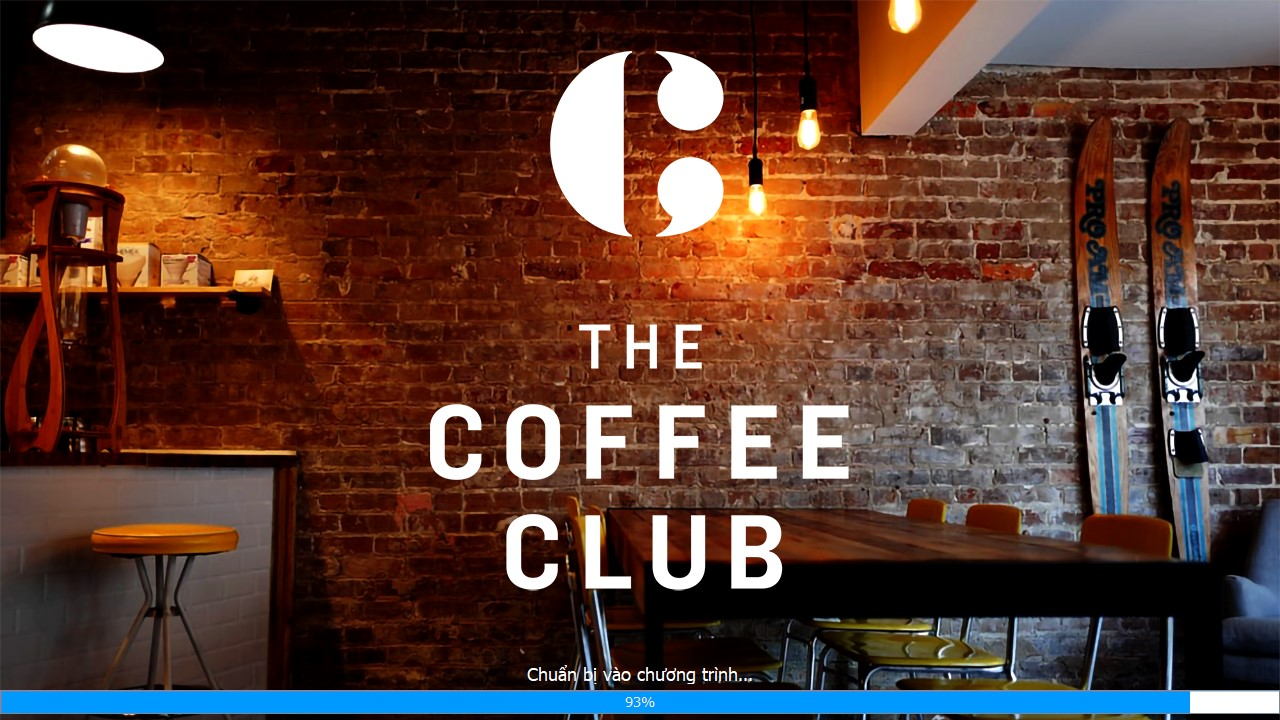 THE
COFFEE
CLUB
Chuẩn bị vào chương trình...
93%